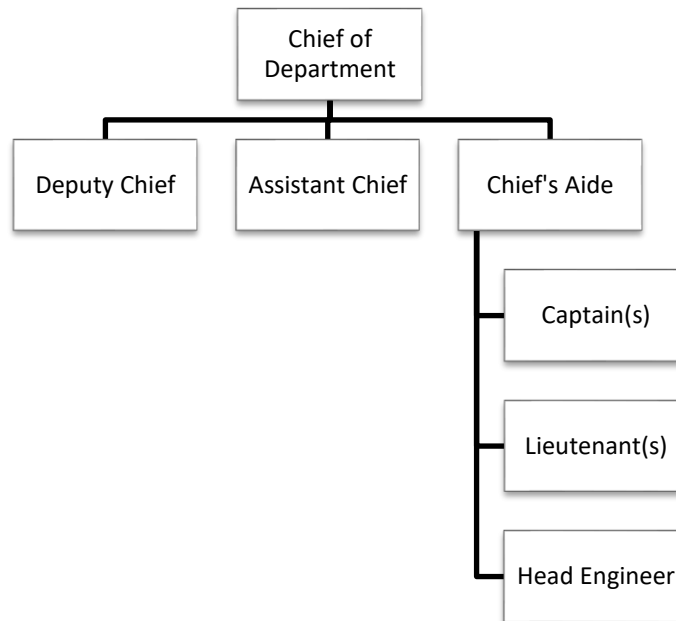 Chief of
Department
Deputy Chief
Assistant Chief
Chief's Aide
Captain(s)
Lieutenant(s)
Head Engineer